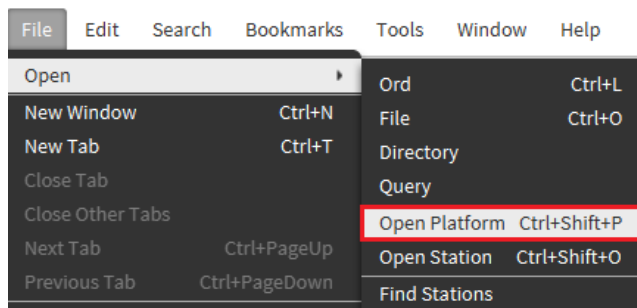 File Edit Search Bookmarks Tools Window Help
Open
New Window Ctrl+N
New Tab Ctrl+T
Close Tab
Close Other Tabs
Next Tab Ctrl+PageUp
Previous Tab Ctrl+PageDown
Ord Ctrl+L
File Ctrl+O
Directory
Query
Open Platform Ctrl+Shift+P
Open Station Ctrl+Shift+O
Find Stations